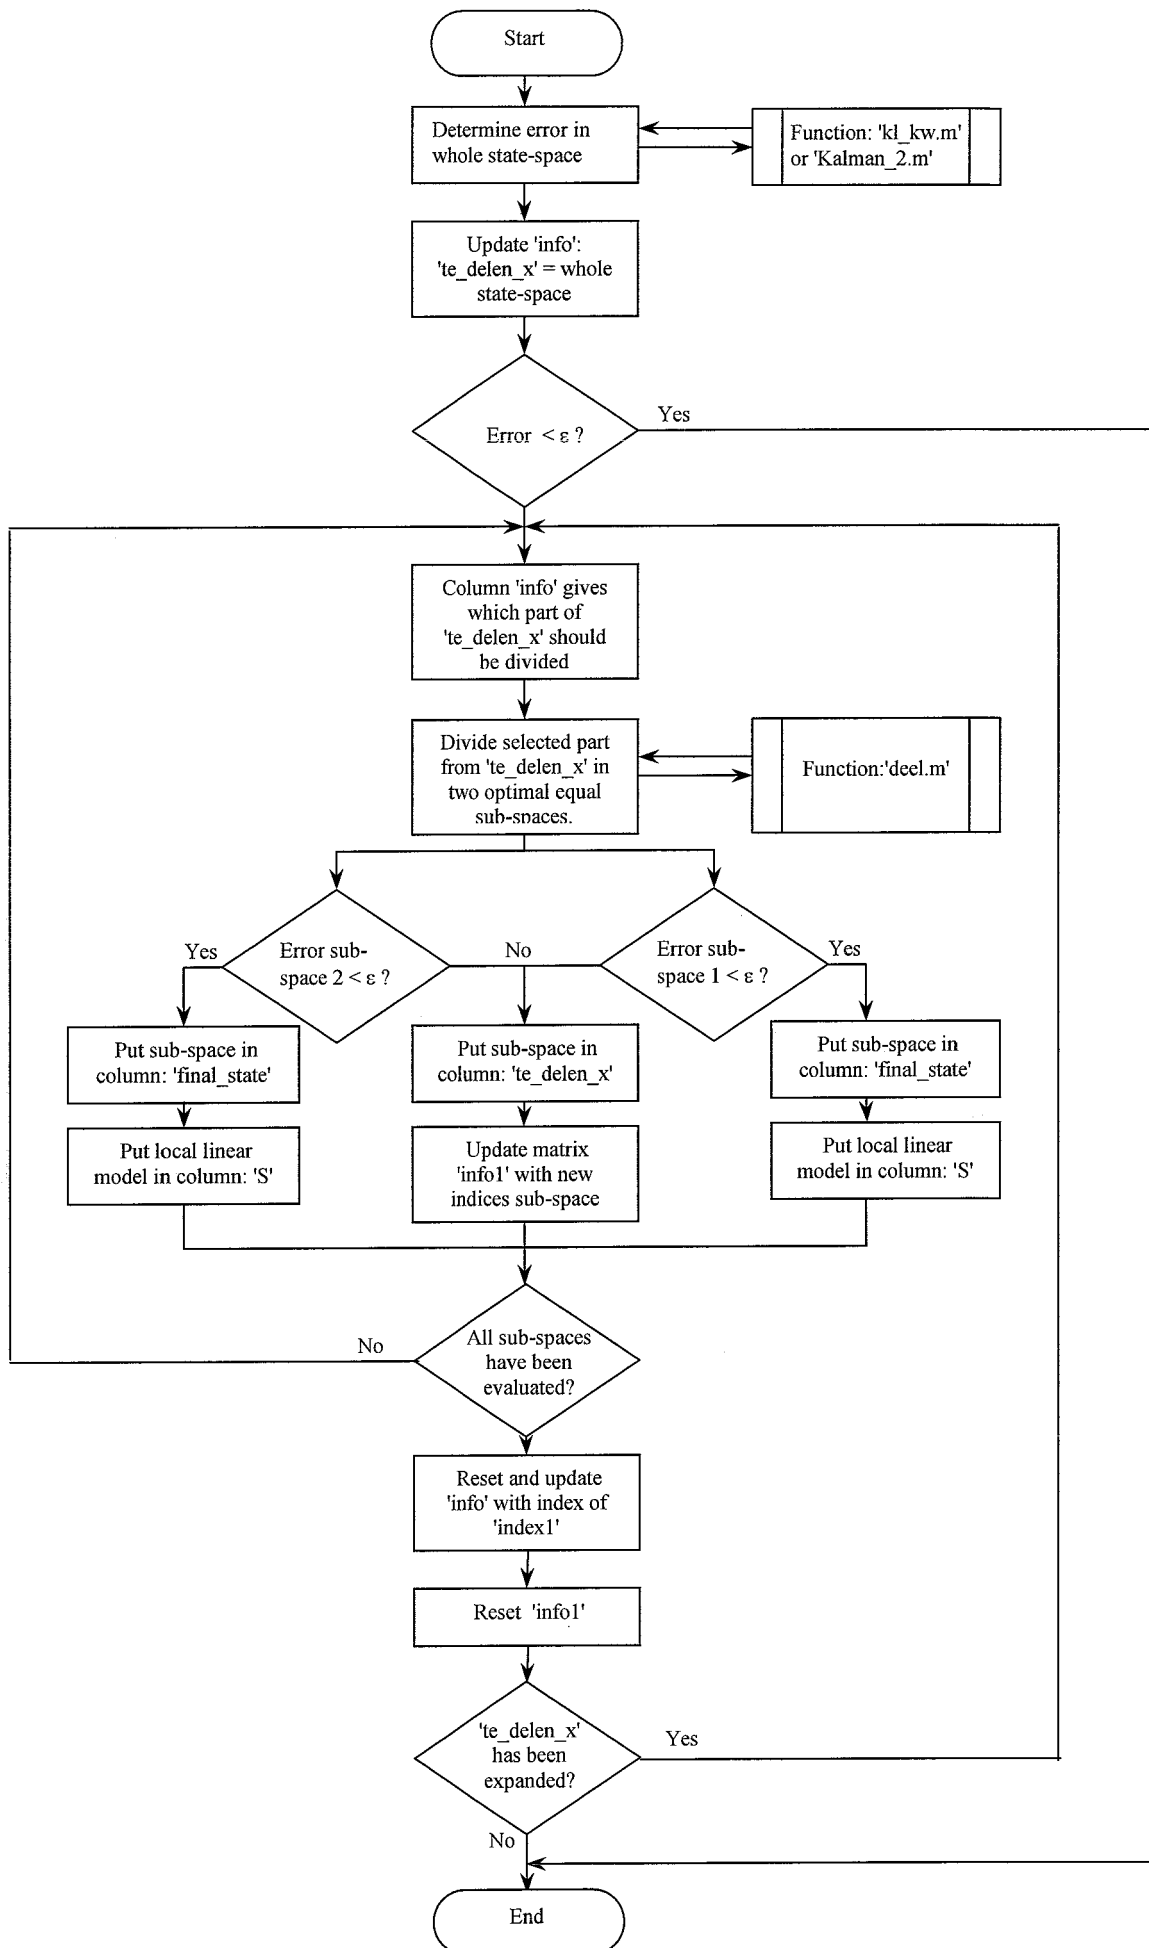 Start
Determine error in
whole state-space
Function: 'kl_kw.m'
or 'Kalman_2.m'
Update 'info':
'te_delen_x' = whole
state-space
Error < ε ?
Yes
Column 'info' gives
which part of
'te_delen_x' should
be divided
Divide selected part
from 'te_delen_x' in
two optimal equal
sub-spaces.
Function:'deel.m'
Yes
Error sub-
space 2 < ε ?
No
Error sub-
space 1 < ε ?
Yes
Put sub-space in
column: 'final_state'
Put sub-space in
column: 'te_delen_x'
Put sub-space in
column: 'final_state'
Put local linear
model in column: 'S'
Update matrix
'info1' with new
indices sub-space
Put local linear
model in column: 'S'
No
All sub-spaces
have been
evaluated?
Reset and update
'info' with index of
'index1'
Reset 'info1'
'te_delen_x'
has been
expanded?
Yes
No
End